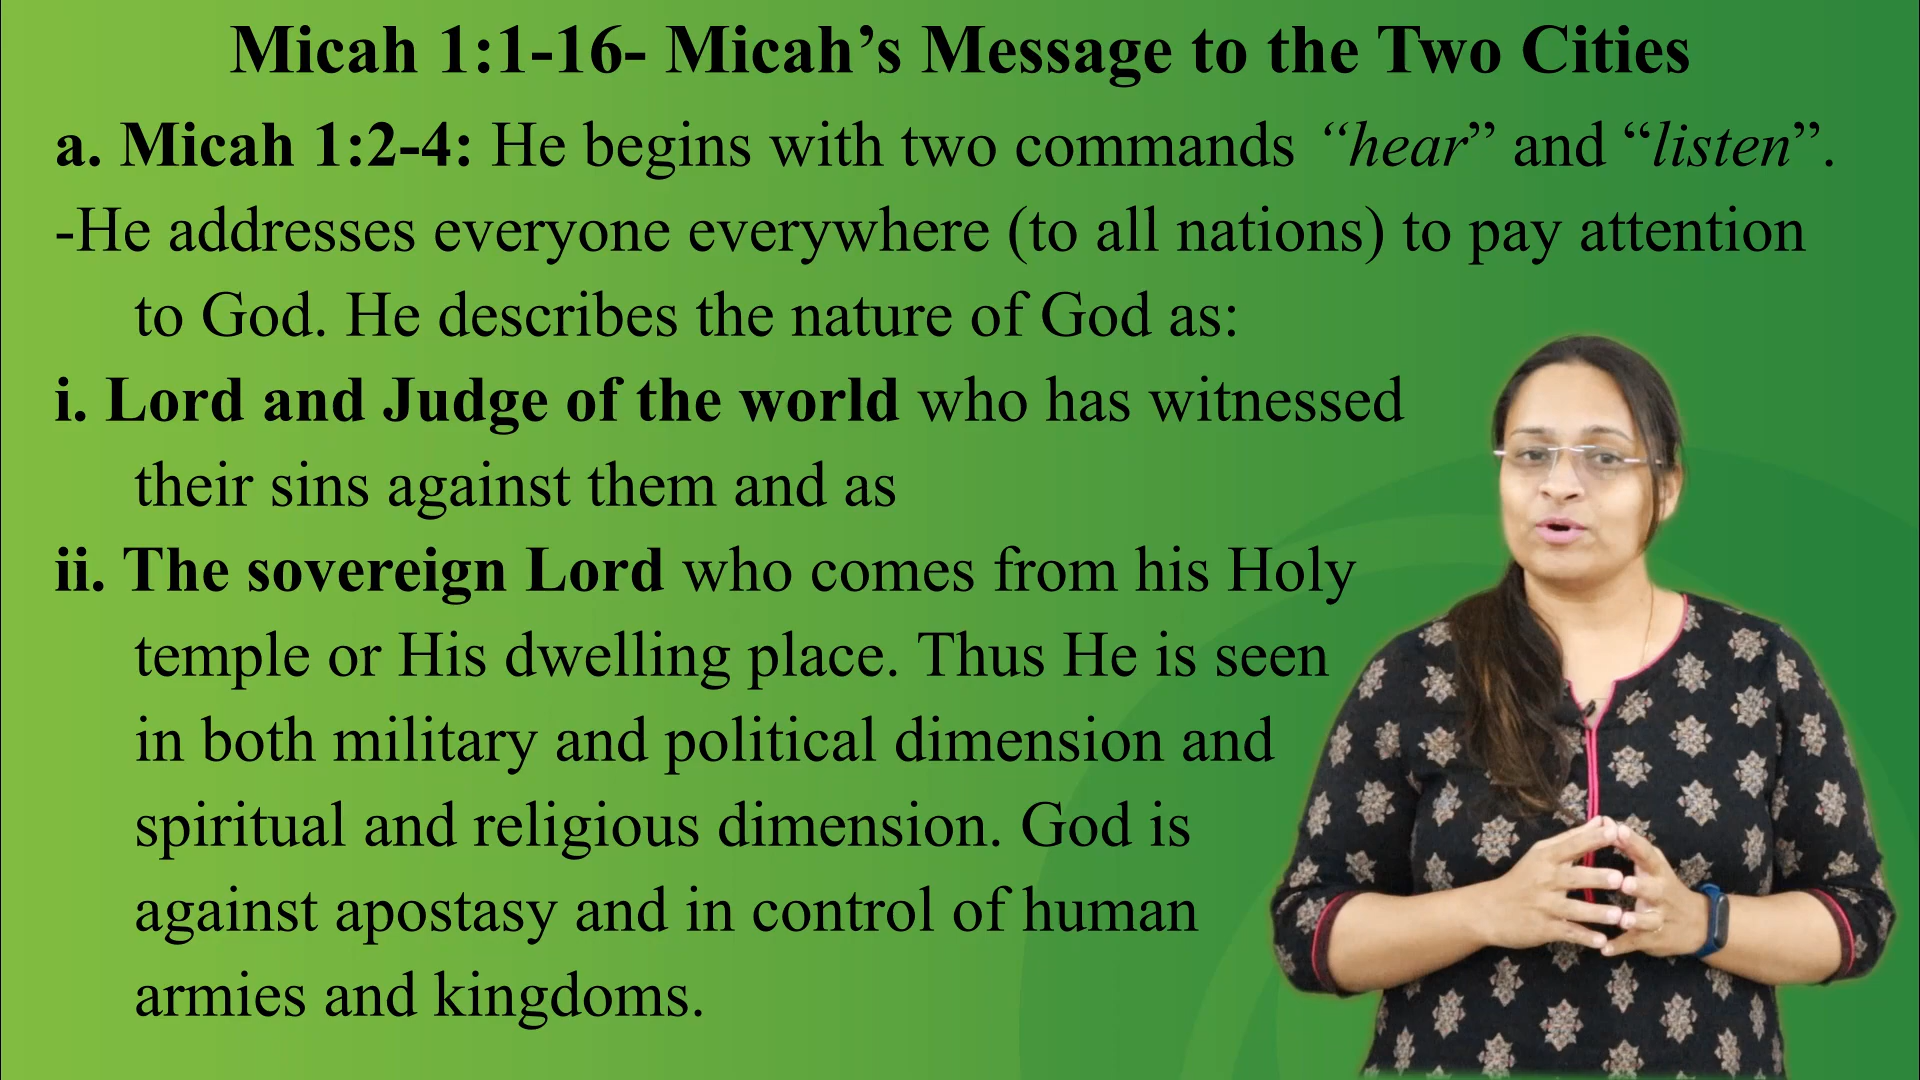 Micah 1:1-16- Micah’s Message to the Two Cities
a. Micah 1:2-4: He begins with two commands “hear” and “listen”.
-He addresses everyone everywhere (to all nations) to pay attention
to God. He describes the nature of God as:
i. Lord and Judge of the world who has witnessed
their sins against them and as
ii. The sovereign Lord who comes from his Holy
temple or His dwelling place. Thus He is seen
in both military and political dimension and
spiritual and religious dimension. God is
against apostasy and in control of human
armies and kingdoms.